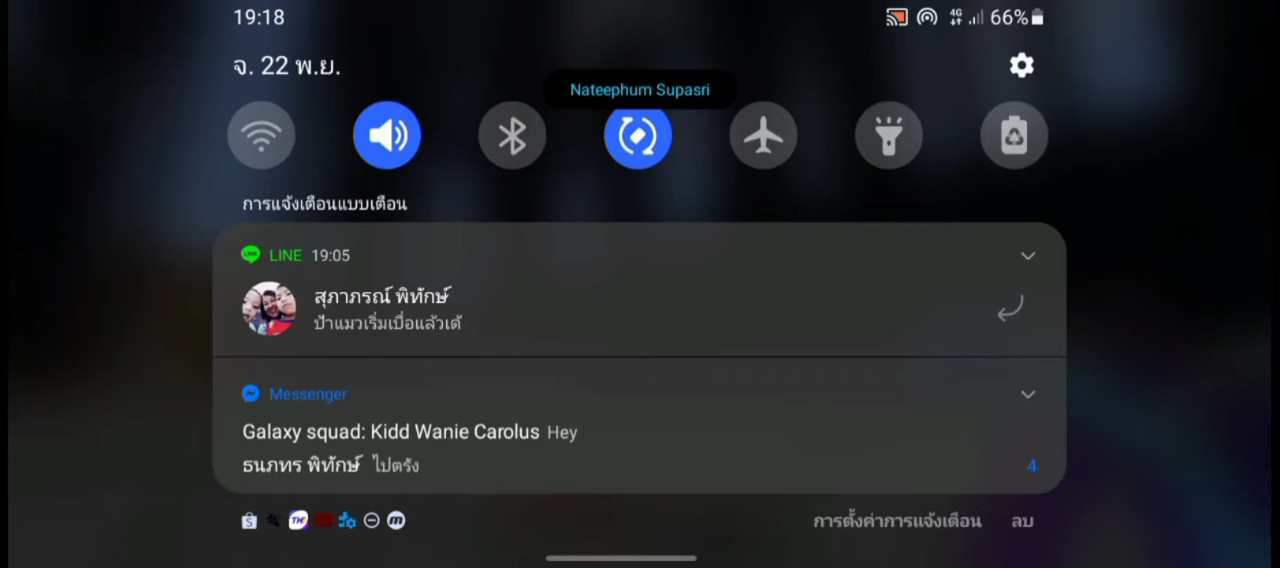 19:18
4G 66%
จ. 22 พ.ย.
Nateephum Supasri
การแจ้งเตือนแบบเตือน
LINE 19:05
สุภาภรณ์ พิทักษ์
ป้าแมวเริ่มเบื่อแล้วเด้
Messenger
Galaxy squad: Kidd Wanie Carolus Hey
ธนภทร พิทักษ์ ไปตรัง
4
การตั้งค่าการแจ้งเตือน ลบ